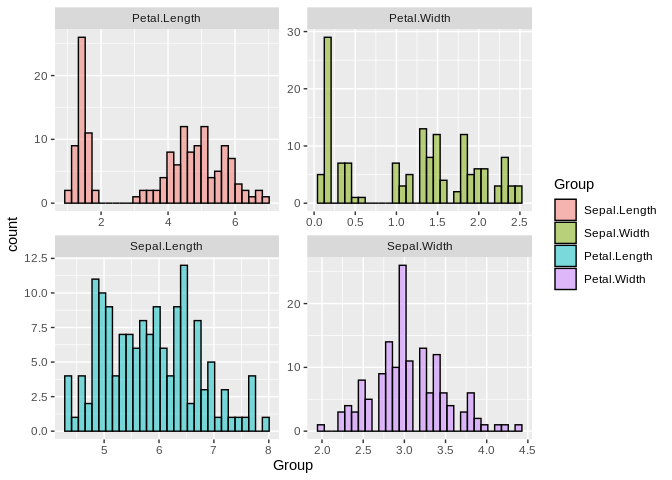 Petal.Length
Petal.Width
20
10
0
2 4 6
30
20
10
0
0.0 0.5 1.0 1.5 2.0 2.5
count
Sepal.Length
Sepal.Width
12.5
10.0
7.5
5.0
2.5
0.0
5 6 7 8
20
10
0
2.0 2.5 3.0 3.5 4.0 4.5
Group
Group
Sepal.Length
Sepal.Width
Petal.Length
Petal.Width